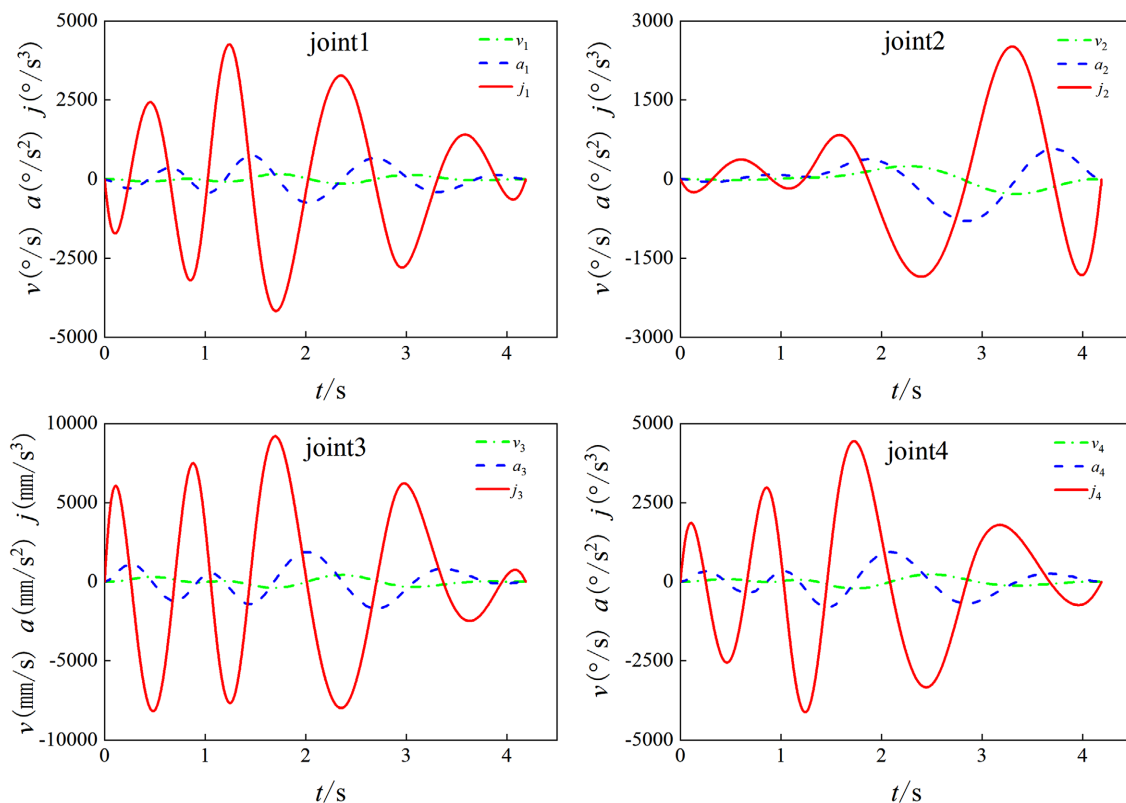 joint1
v₁
a₁
j₁
v(°/s) a(°/s²) j(°/s³)
5000
2500
0
-2500
-5000
0 1 2 3 4
t/s
joint2
v₂
a₂
j₂
v(°/s) a(°/s²) j(°/s³)
3000
1500
0
-1500
-3000
0 1 2 3 4
t/s
joint3
v₃
a₃
j₃
v(mm/s) a(mm/s²) j(mm/s³)
10000
5000
0
-5000
-10000
0 1 2 3 4
t/s
joint4
v₄
a₄
j₄
v(°/s) a(°/s²) j(°/s³)
5000
2500
0
-2500
-5000
0 1 2 3 4
t/s